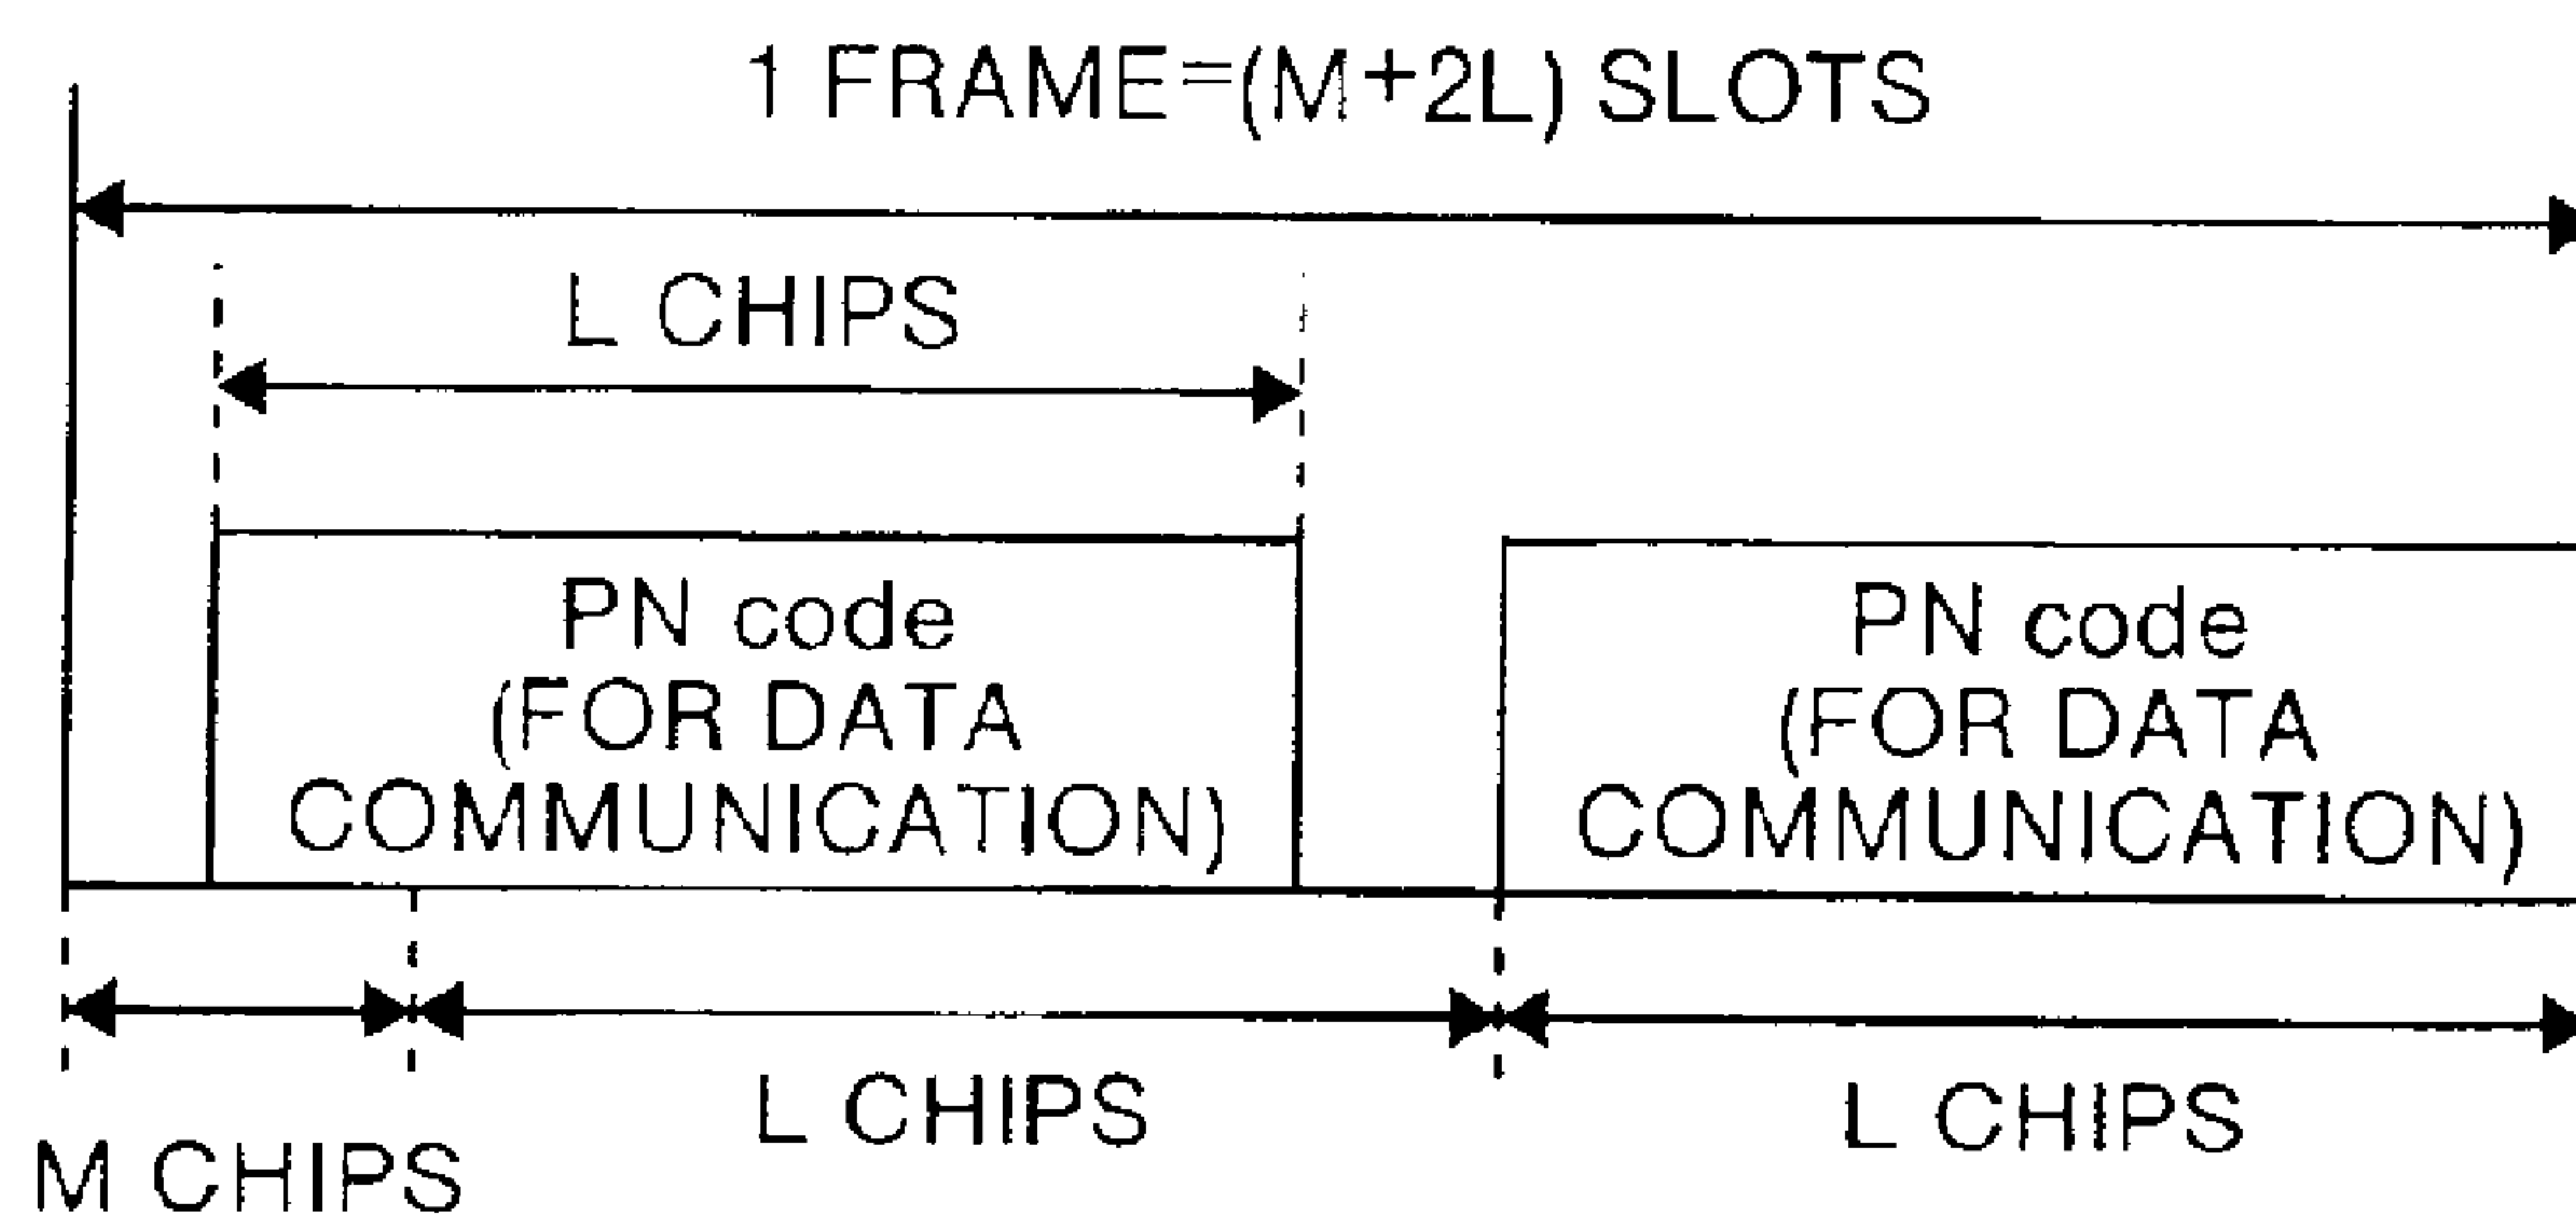 1 FRAME=(M+2L) SLOTS
L CHIPS
PN code
(FOR DATA
COMMUNICATION)
PN code
(FOR DATA
COMMUNICATION)
M CHIPS
L CHIPS
L CHIPS